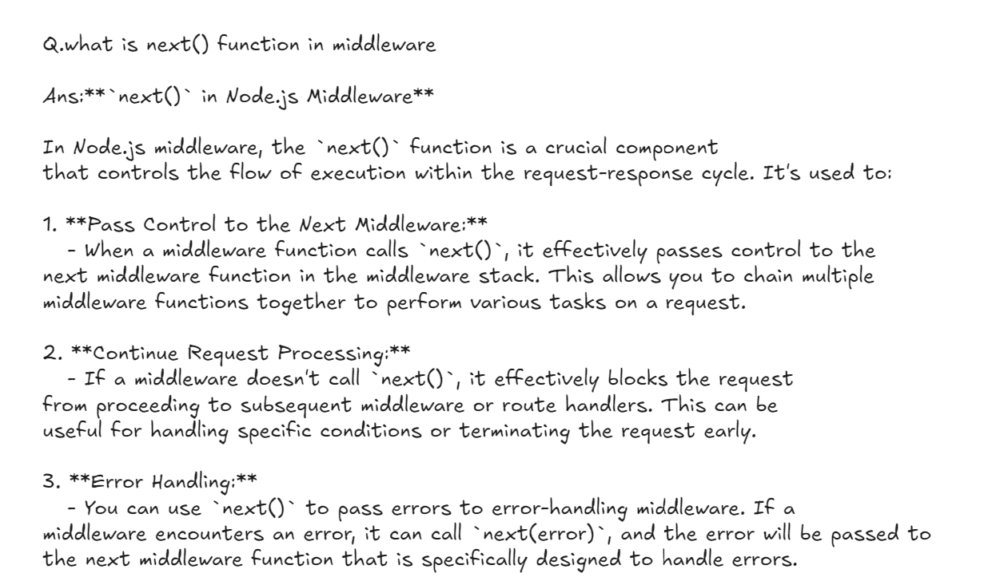 Q.what is next() function in middleware
Ans:**`next()` in Node.js Middleware**
In Node.js middleware, the `next()` function is a crucial component
that controls the flow of execution within the request-response cycle. It's used to:
1. **Pass Control to the Next Middleware:**
- When a middleware function calls `next()`, it effectively passes control to the
next middleware function in the middleware stack. This allows you to chain multiple
middleware functions together to perform various tasks on a request.
2. **Continue Request Processing:**
- If a middleware doesn't call `next()`, it effectively blocks the request
from proceeding to subsequent middleware or route handlers. This can be
useful for handling specific conditions or terminating the request early.
3. **Error Handling:**
- You can use `next()` to pass errors to error-handling middleware. If a
middleware encounters an error, it can call `next(error)`, and the error will be passed to
the next middleware function that is specifically designed to handle errors.